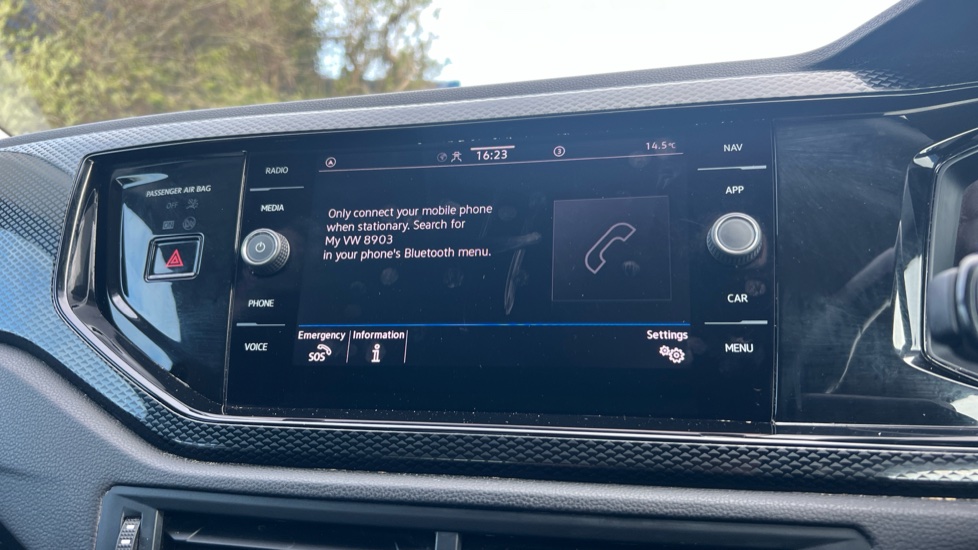 PASSENGER AIR BAG
OFF
RADIO
MEDIA
PHONE
VOICE
16:23
3
14.5°C
Only connect your mobile phone
when stationary. Search for
My VW 8903
in your phone's Bluetooth menu.
Emergency
SOS
Information
i
Settings
NAV
APP
CAR
MENU